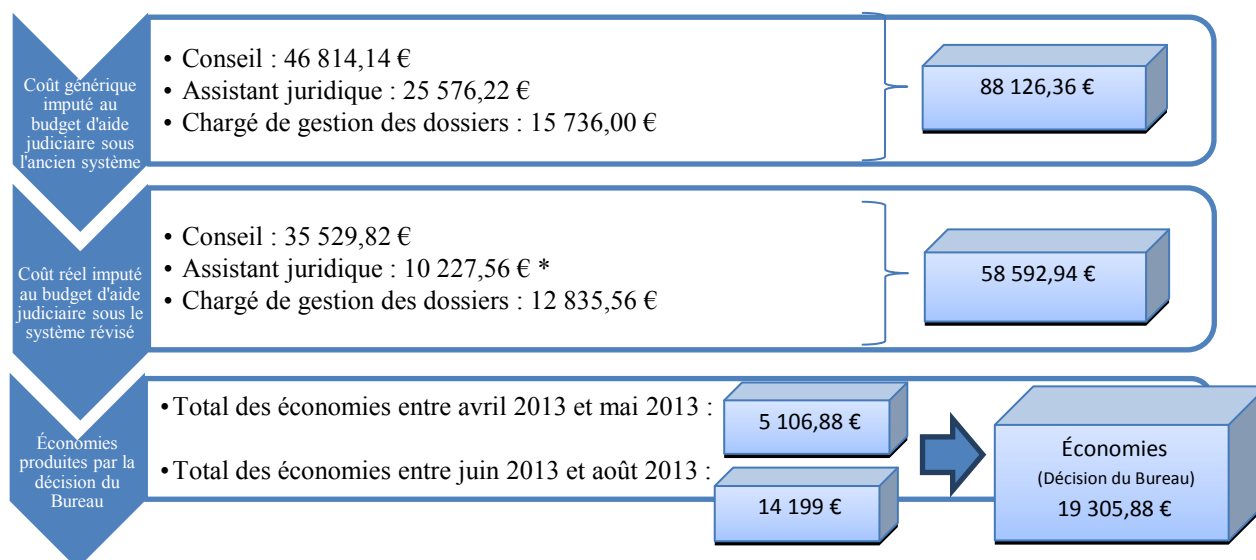 Coût générique
imputé au
budget d'aide
judiciaire sous
l'ancien système
• Conseil : 46 814,14 €
• Assistant juridique : 25 576,22 €
• Chargé de gestion des dossiers : 15 736,00 €
88 126,36 €
Coût réel imputé
au budget d'aide
judiciaire sous le
système révisé
• Conseil : 35 529,82 €
• Assistant juridique : 10 227,56 € *
• Chargé de gestion des dossiers : 12 835,56 €
58 592,94 €
Économies
produites par la
décision du
Bureau
•Total des économies entre avril 2013 et mai 2013 :
5 106,88 €
•Total des économies entre juin 2013 et août 2013 :
14 199 €
Économies
(Décision du Bureau)
19 305,88 €